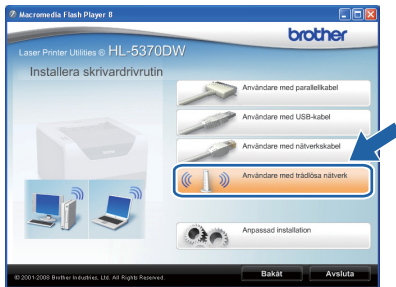 Macromedia Flash Player 8
brother
Laser Printer Utilities ® HL-5370DW
Installera skrivardrivrutin
Användare med parallellkabel
Användare med USB-kabel
Användare med nätverkskabel
Användare med trådlösa nätverk
Anpassad installation
© 2001-2009 Brother Industries, Ltd. All Rights Reserved.
Bakåt
Avsluta